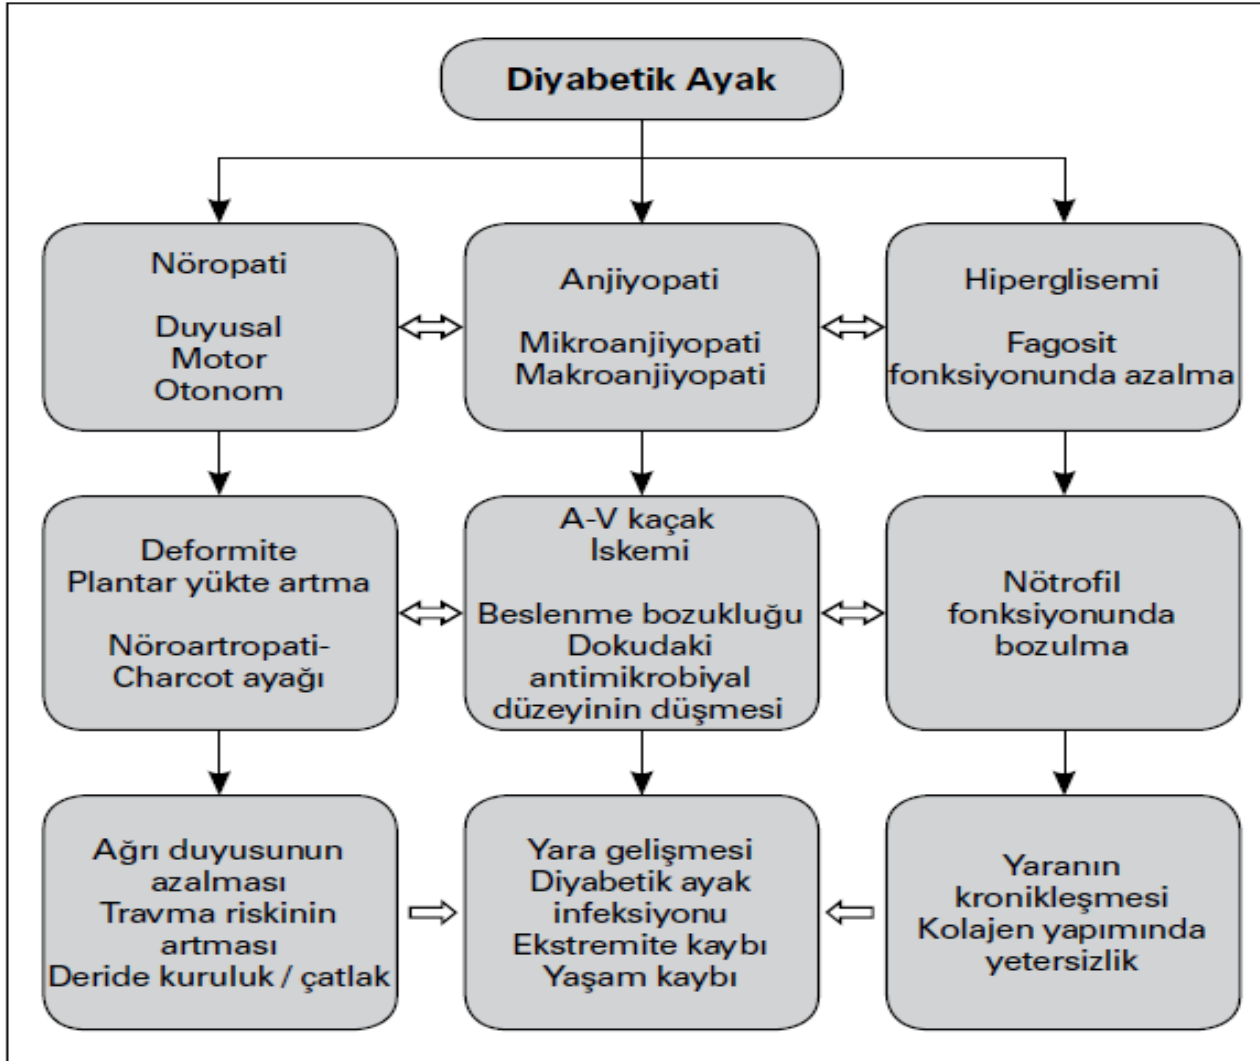 Diyabetik Ayak
Nöropati
Duyusal
Motor
Otonom
Anjiyopati
Mikroanjiyopati
Makroanjiyopati
Hiperglisemi
Fagosit
fonksiyonunda azalma
Deformite
Plantar yükte artma
Nöroartropati-
Charcot ayağı
A-V kaçak
İskemi
Beslenme bozukluğu
Dokudaki
antimikrobiyal
düzeyinin düşmesi
Nötrofil
fonksiyonunda
bozulma
Ağrı duyusunun
azalması
Travma riskinin
artması
Deride kuruluk / çatlak
Yara gelişmesi
Diyabetik ayak
infeksiyonu
Ekstremite kaybı
Yaşam kaybı
Yaranın
kronikleşmesi
Kolajen yapımında
yetersizlik